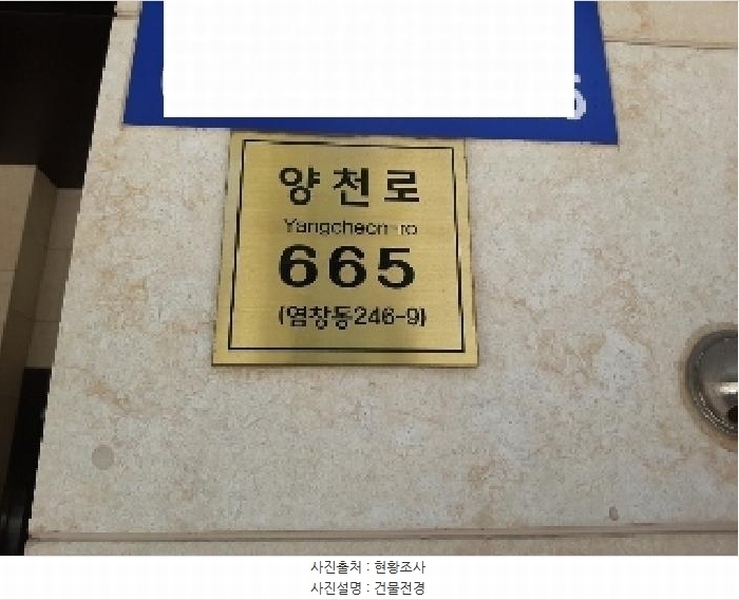 양천로
Yangcheon-ro
665
(염창동246-9)
사진출처 : 현황조사
사진설명 : 건물전경